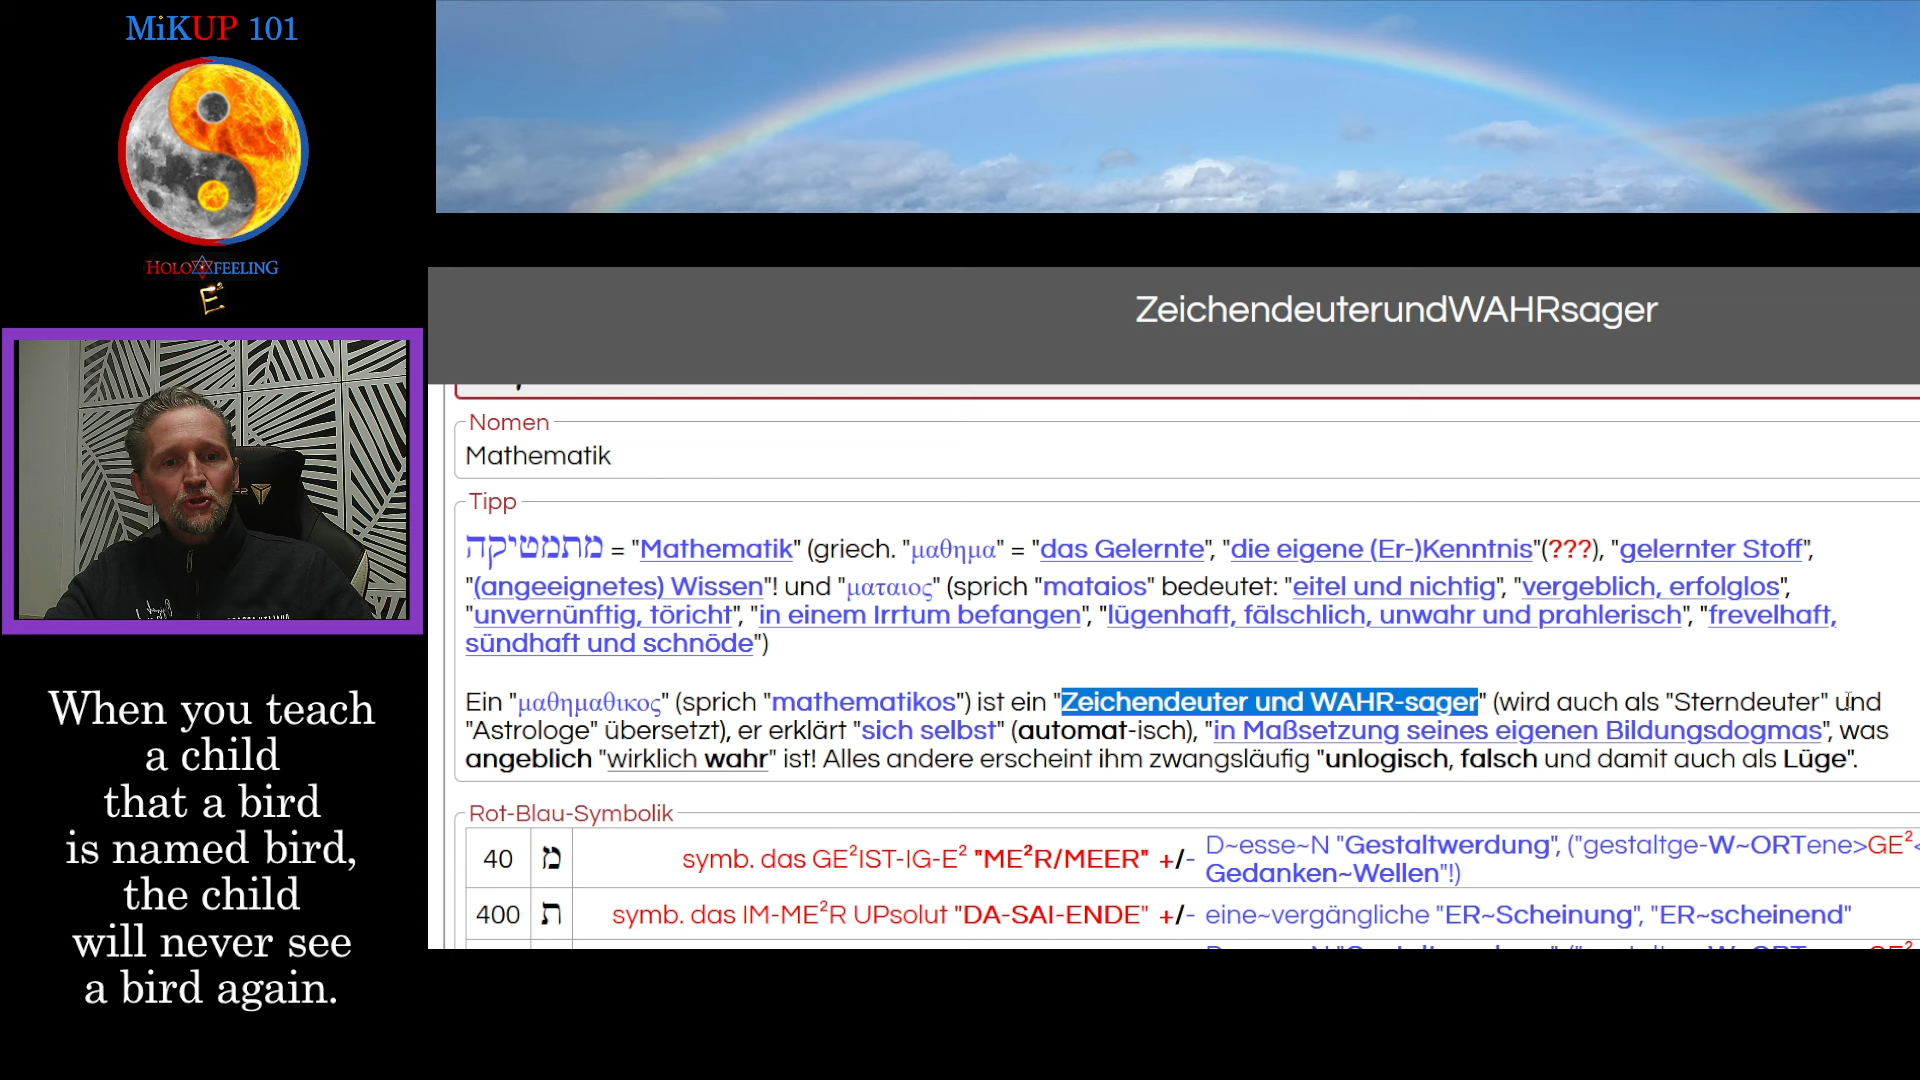 MiKUP 101
HOLOFEELING
E²
When you teach
a child
that a bird
is named bird,
the child
will never see
a bird again.
ZeichendeuterundWAHRsager
Nomen
Mathematik
Tipp
מתמטיקה = "Mathematik" (griech. "μαθημα" = "das Gelernte", "die eigene (Er-)Kenntnis"(???), "gelernter Stoff",
"(angeeignetes) Wissen"! und "ματαιος" (sprich "mataios" bedeutet: "eitel und nichtig", "vergeblich, erfolglos",
"unvernünftig, töricht", "in einem Irrtum befangen", "lügenhaft, fälschlich, unwahr und prahlerisch", "frevelhaft,
sündhaft und schnöde")
Ein "μαθημαθικος" (sprich "mathematikos") ist ein "Zeichendeuter und WAHR-sager" (wird auch als "Sterndeuter" und
"Astrologe" übersetzt), er erklärt "sich selbst" (automat-isch), "in Maßsetzung seines eigenen Bildungsdogmas", was
angeblich "wirklich wahr" ist! Alles andere erscheint ihm zwangsläufig "unlogisch, falsch und damit auch als Lüge".
Rot-Blau-Symbolik
40 מ symb. das GE²IST-IG-E² "ME²R/MEER" +/- D~esse~N "Gestaltwerdung", ("gestaltge-W~ORTene>GE²<
Gedanken~Wellen"!)
400 ת symb. das IM-ME²R UPsolut "DA-SAI-ENDE" +/- eine~vergängliche "ER~Scheinung", "ER~scheinend"